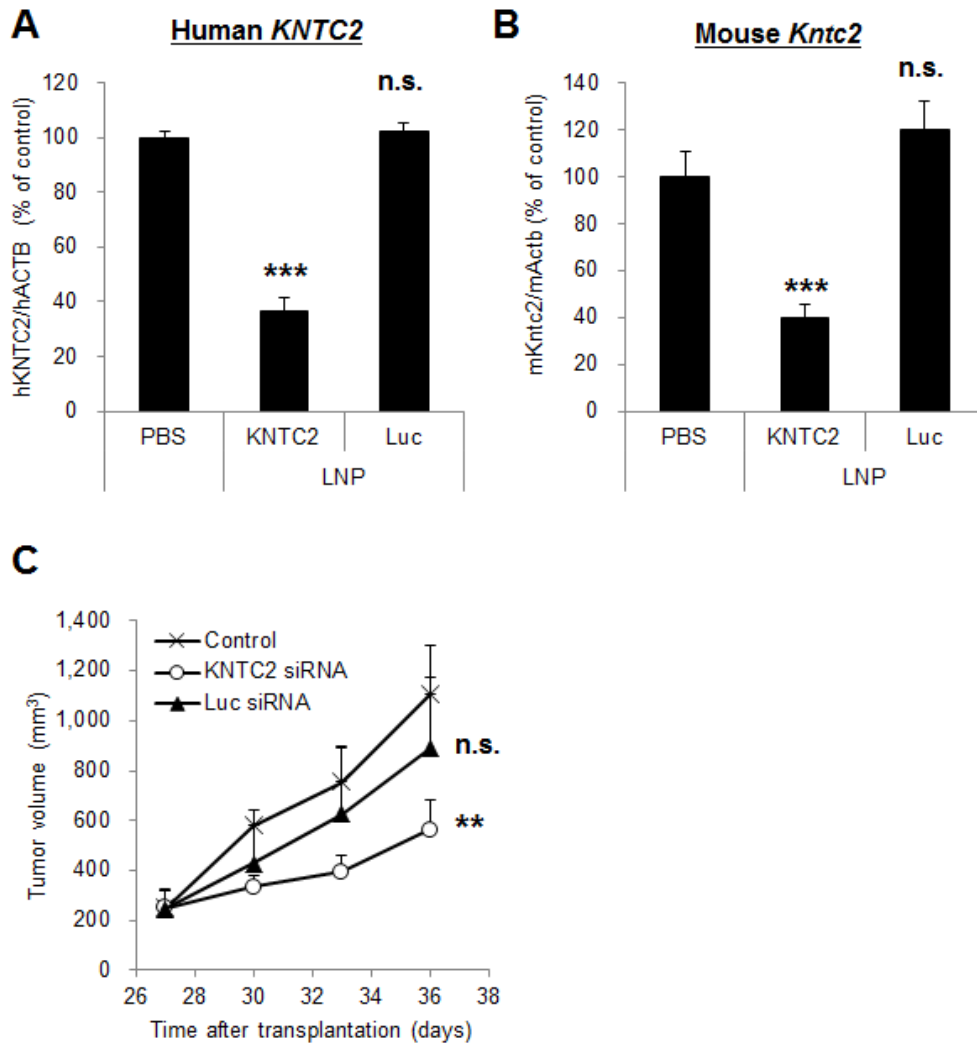 A
Human KNTC2
hKNTC2/hACTB (% of control)
120
100
80
60
40
20
0
n.s.
***
PBS
KNTC2
Luc
LNP
B
Mouse Kntc2
mKntc2/mActb (% of control)
140
120
100
80
60
40
20
0
n.s.
***
PBS
KNTC2
Luc
LNP
C
Tumor volume (mm³)
1,400
1,200
1,000
800
600
400
200
0
Control
KNTC2 siRNA
Luc siRNA
n.s.
**
26
28
30
32
34
36
38
Time after transplantation (days)